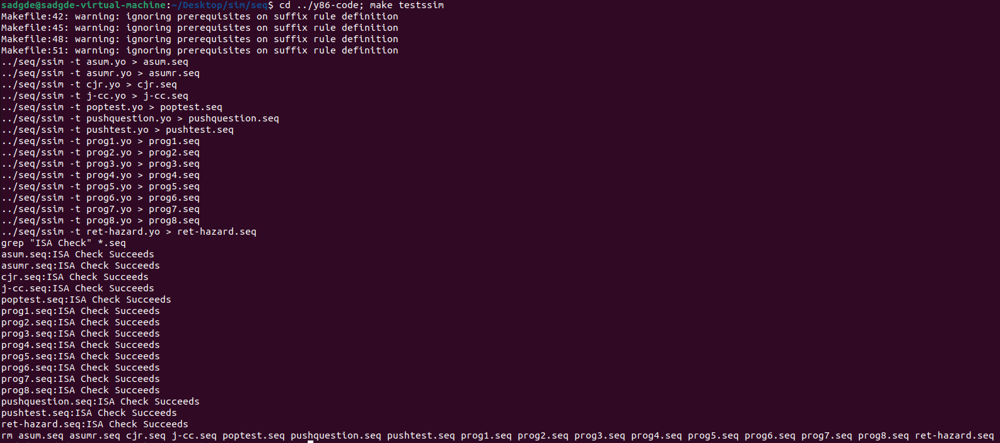 sadgde@sadgde-virtual-machine:~/Desktop/sim/seq$ cd ../y86-code; make testssim
Makefile:42: warning: ignoring prerequisites on suffix rule definition
Makefile:45: warning: ignoring prerequisites on suffix rule definition
Makefile:48: warning: ignoring prerequisites on suffix rule definition
Makefile:51: warning: ignoring prerequisites on suffix rule definition
../seq/ssim -t asum.yo > asum.seq
../seq/ssim -t asumr.yo > asumr.seq
../seq/ssim -t cjr.yo > cjr.seq
../seq/ssim -t j-cc.yo > j-cc.seq
../seq/ssim -t poptest.yo > poptest.seq
../seq/ssim -t pushquestion.yo > pushquestion.seq
../seq/ssim -t pushtest.yo > pushtest.seq
../seq/ssim -t prog1.yo > prog1.seq
../seq/ssim -t prog2.yo > prog2.seq
../seq/ssim -t prog3.yo > prog3.seq
../seq/ssim -t prog4.yo > prog4.seq
../seq/ssim -t prog5.yo > prog5.seq
../seq/ssim -t prog6.yo > prog6.seq
../seq/ssim -t prog7.yo > prog7.seq
../seq/ssim -t prog8.yo > prog8.seq
../seq/ssim -t ret-hazard.yo > ret-hazard.seq
grep "ISA Check" *.seq
asum.seq:ISA Check Succeeds
asumr.seq:ISA Check Succeeds
cjr.seq:ISA Check Succeeds
j-cc.seq:ISA Check Succeeds
poptest.seq:ISA Check Succeeds
prog1.seq:ISA Check Succeeds
prog2.seq:ISA Check Succeeds
prog3.seq:ISA Check Succeeds
prog4.seq:ISA Check Succeeds
prog5.seq:ISA Check Succeeds
prog6.seq:ISA Check Succeeds
prog7.seq:ISA Check Succeeds
prog8.seq:ISA Check Succeeds
pushquestion.seq:ISA Check Succeeds
pushtest.seq:ISA Check Succeeds
ret-hazard.seq:ISA Check Succeeds
rm asum.seq asumr.seq cjr.seq j-cc.seq poptest.seq pushquestion.seq pushtest.seq prog1.seq prog2.seq prog3.seq prog4.seq prog5.seq prog6.seq prog7.seq prog8.seq ret-hazard.seq